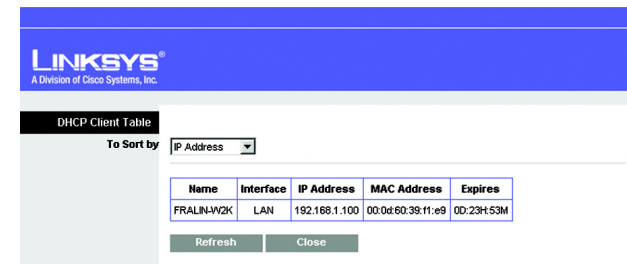 LINKSYS®
A Division of Cisco Systems, Inc.
DHCP Client Table
To Sort by IP Address
Name Interface IP Address MAC Address Expires
FRALIN-W2K LAN 192.168.1.100 00:0d:60:39:f1:e9 0D:23H:53M
Refresh Close